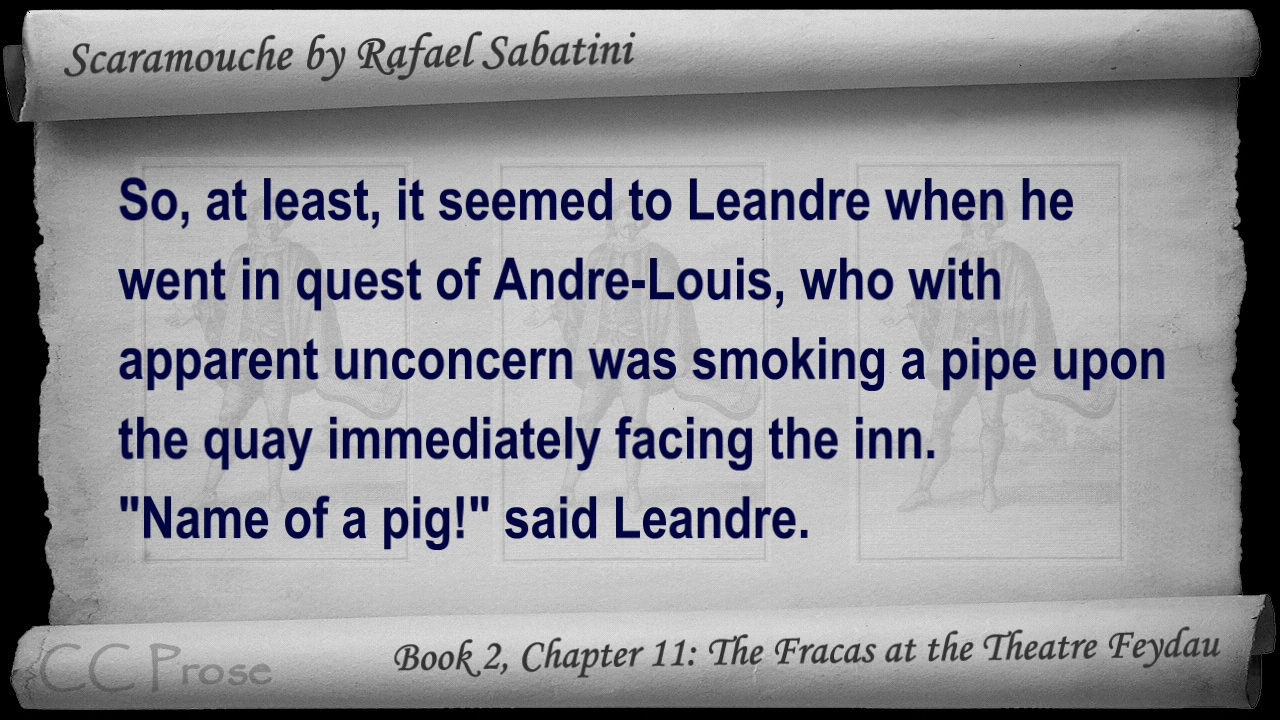 Scaramouche by Rafael Sabatini
So, at least, it seemed to Leandre when he
went in quest of Andre-Louis, who with
apparent unconcern was smoking a pipe upon
the quay immediately facing the inn.
"Name of a pig!" said Leandre.
CC Prose
Book 2, Chapter 11: The Fracas at the Theatre Feydau